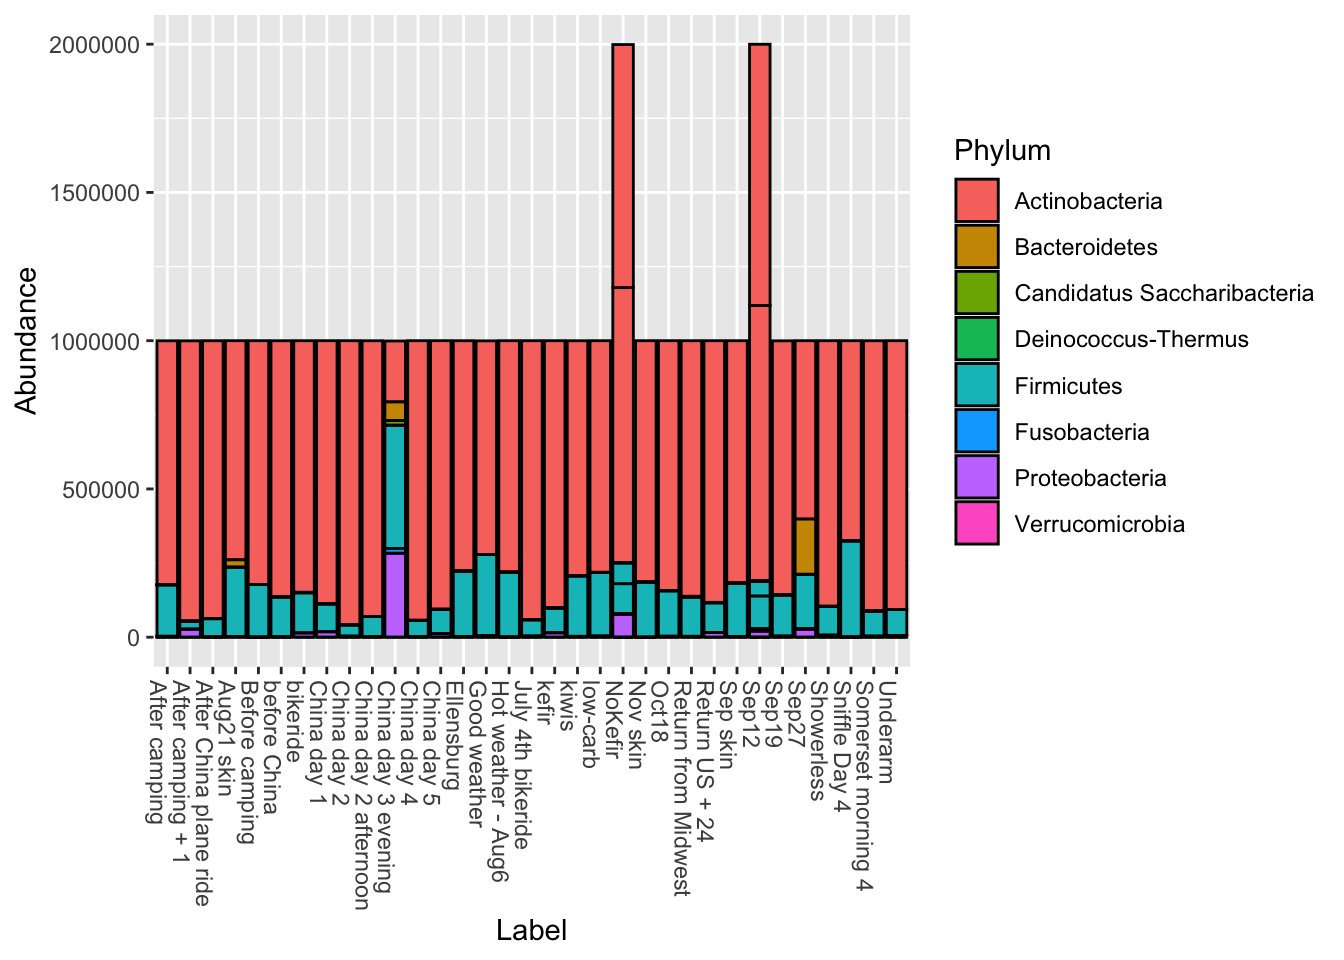 2000000
1500000
1000000
500000
0
Abundance
After camping
After camping + 1
After China plane ride
Aug21 skin
Before camping
before China
bikeride
China day 1
China day 2
China day 2 afternoon
China day 3 evening
China day 4
China day 5
Ellensburg
Good weather
Hot weather - Aug6
July 4th bikeride
kefir
kiwis
low-carb
NoKefir
Nov skin
Oct18
Return from Midwest
Return US + 24
Sep skin
Sep12
Sep19
Sep27
Showerless
Sniffle Day 4
Somerset morning 4
Underarm
Label
Phylum
Actinobacteria
Bacteroidetes
Candidatus Saccharibacteria
Deinococcus-Thermus
Firmicutes
Fusobacteria
Proteobacteria
Verrucomicrobia